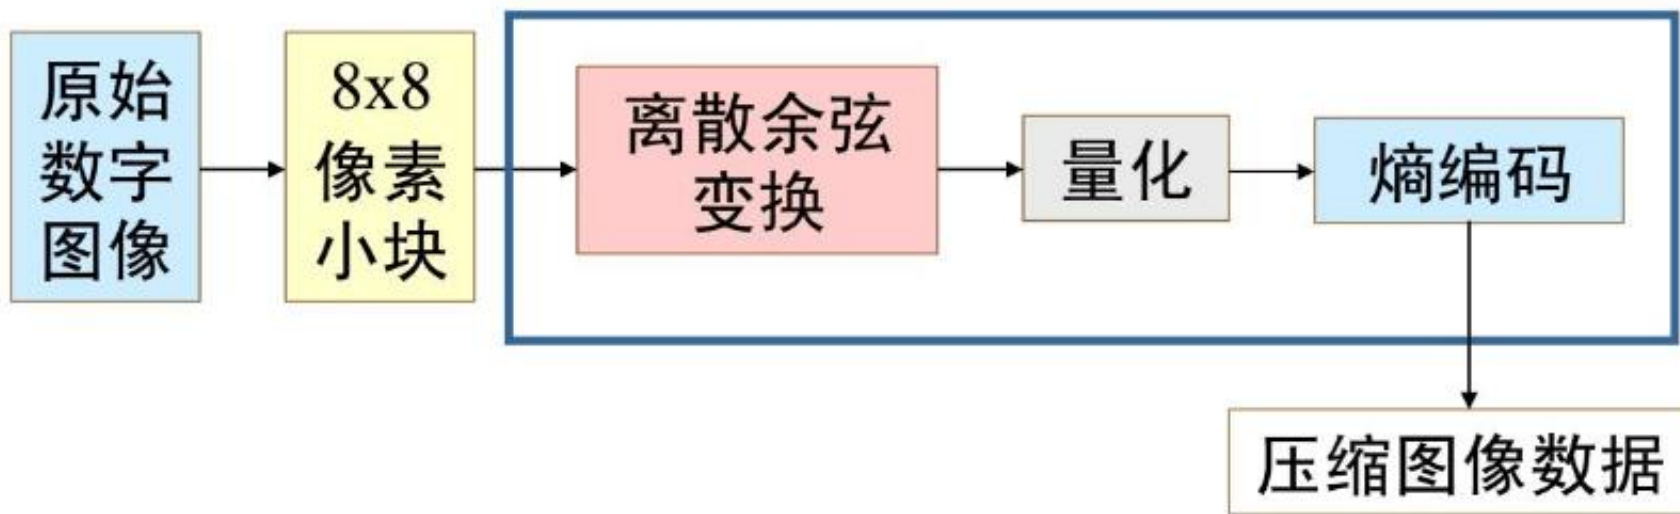 原始
数字
图像
8x8
像素
小块
离散余弦
变换
量化
熵编码
压缩图像数据